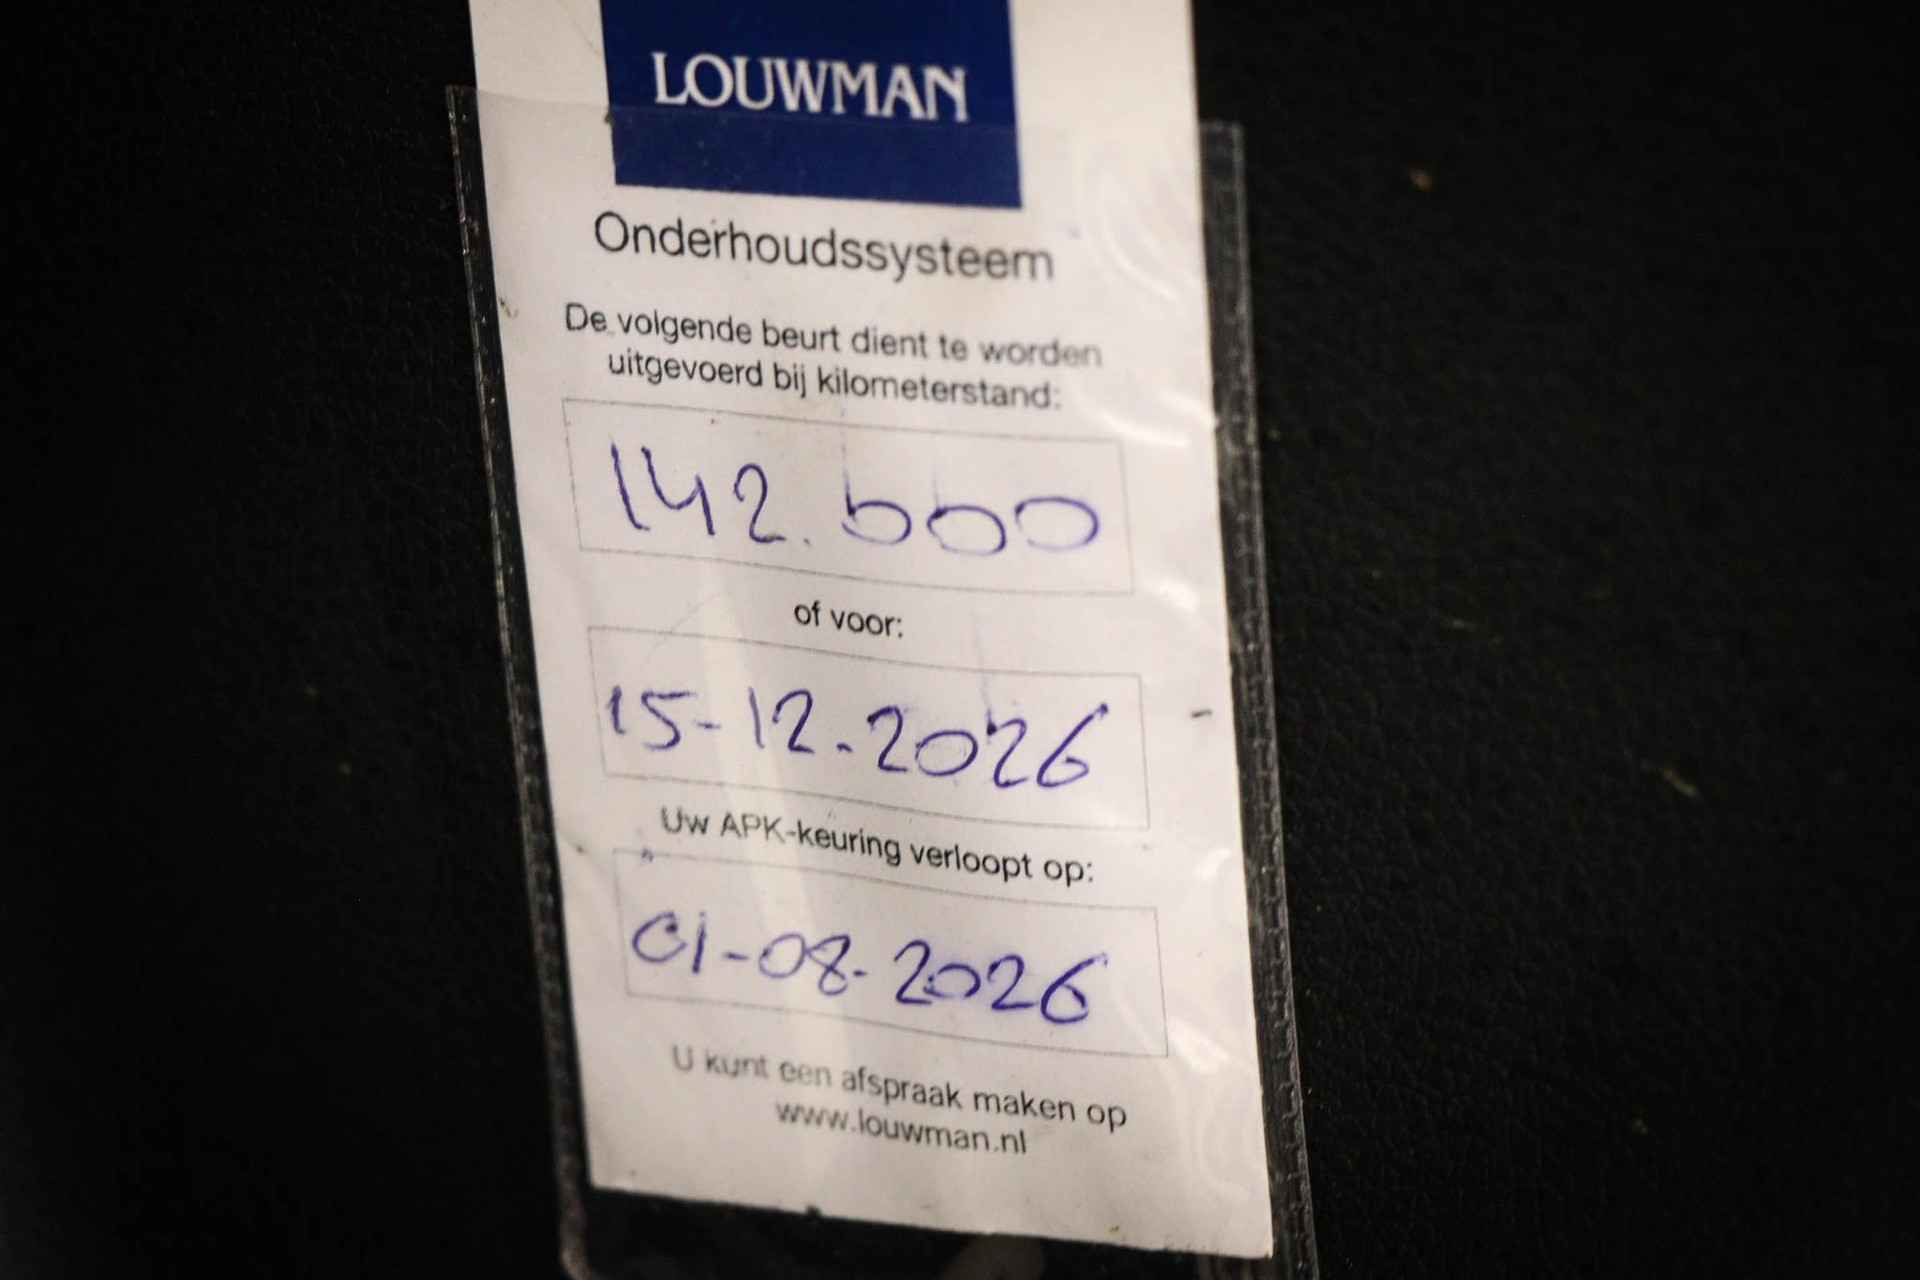 LOUWMAN
Onderhoudssysteem
De volgende beurt dient te worden
uitgevoerd bij kilometerstand:
142.000
of voor:
15-12-2026
Uw APK-keuring verloopt op:
01-08-2026
U kunt een afspraak maken op
www.louwman.nl